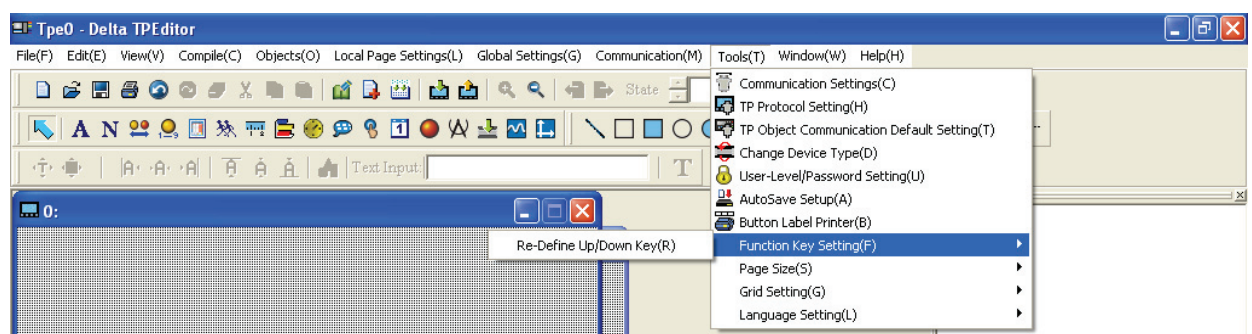 Tpe0 - Delta TPEditor
File(F) Edit(E) View(V) Compile(C) Objects(O) Local Page Settings(L) Global Settings(G) Communication(M) Tools(T) Window(W) Help(H)
State
A N
Text Input:
T
0:
Communication Settings(C)
TP Protocol Setting(H)
TP Object Communication Default Setting(T)
Change Device Type(D)
User-Level/Password Setting(U)
AutoSave Setup(A)
Button Label Printer(B)
Function Key Setting(F)
Re-Define Up/Down Key(R)
Page Size(S)
Grid Setting(G)
Language Setting(L)